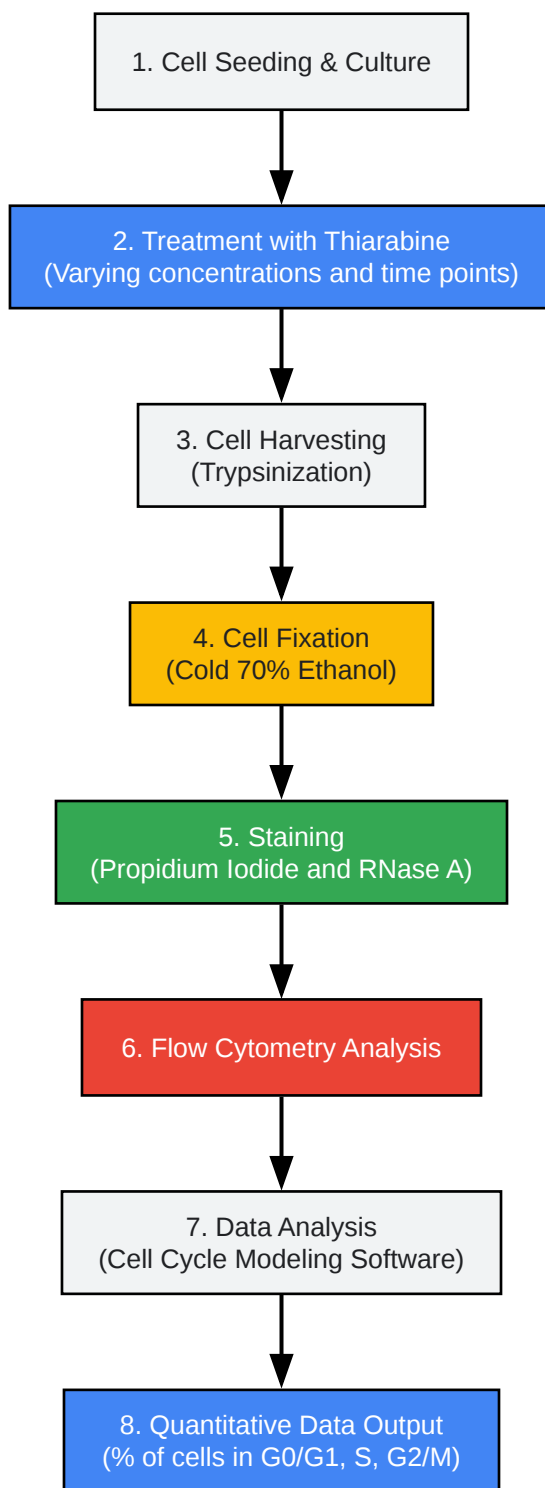 1. Cell Seeding & Culture
2. Treatment with Thiarabine
(Varying concentrations and time points)
3. Cell Harvesting
(Trypsinization)
4. Cell Fixation
(Cold 70% Ethanol)
5. Staining
(Propidium Iodide and RNase A)
6. Flow Cytometry Analysis
7. Data Analysis
(Cell Cycle Modeling Software)
8. Quantitative Data Output
(% of cells in G0/G1, S, G2/M)